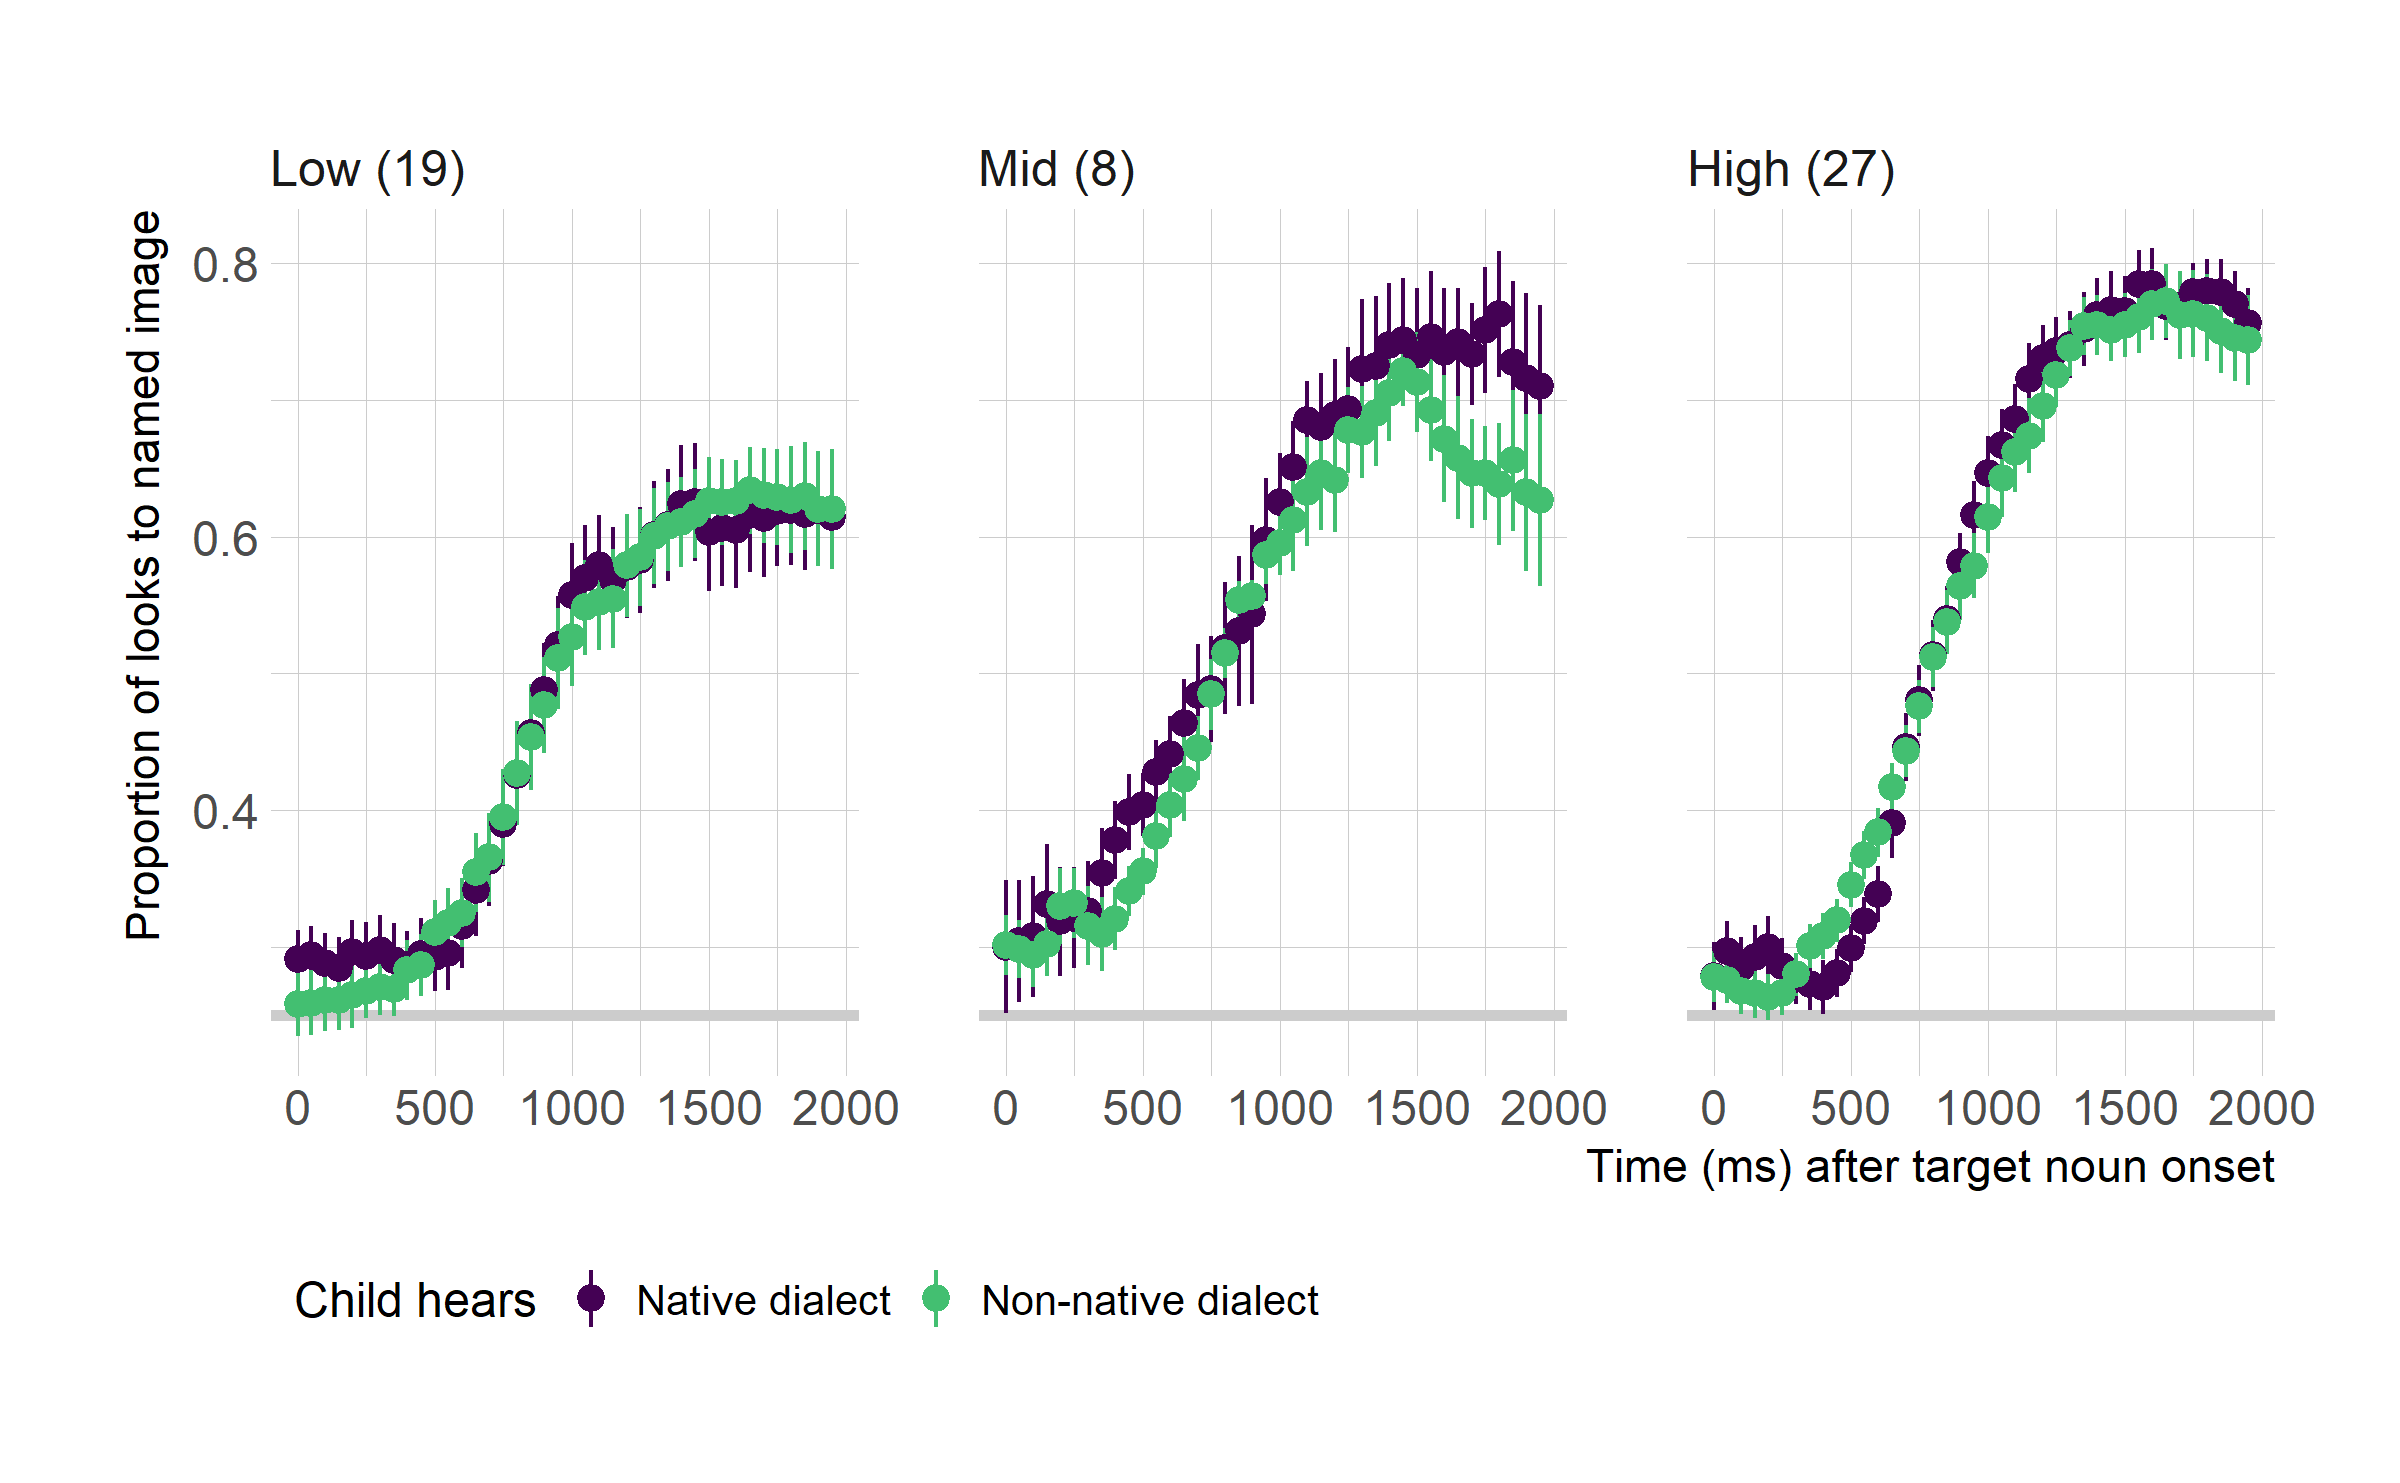 Low (19)
Mid (8)
High (27)
Proportion of looks to named image
0.8
0.6
0.4
0 500 1000 1500 2000
0 500 1000 1500 2000
0 500 1000 1500 2000
Time (ms) after target noun onset
Child hears Native dialect Non-native dialect